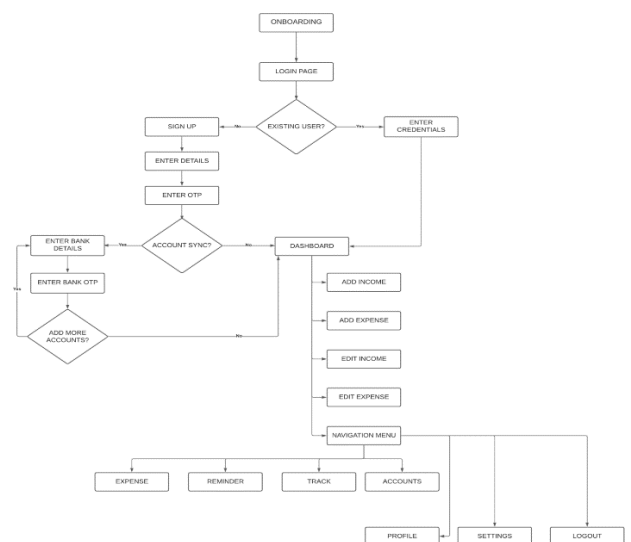 ONBOARDING
LOGIN PAGE
EXISTING USER?
No
Yes
SIGN UP
ENTER
CREDENTIALS
ENTER DETAILS
ENTER OTP
ACCOUNT SYNC?
Yes
No
ENTER BANK
DETAILS
DASHBOARD
ENTER BANK OTP
Yes
ADD MORE
ACCOUNTS?
No
ADD INCOME
ADD EXPENSE
EDIT INCOME
EDIT EXPENSE
NAVIGATION MENU
EXPENSE
REMINDER
TRACK
ACCOUNTS
PROFILE
SETTINGS
LOGOUT